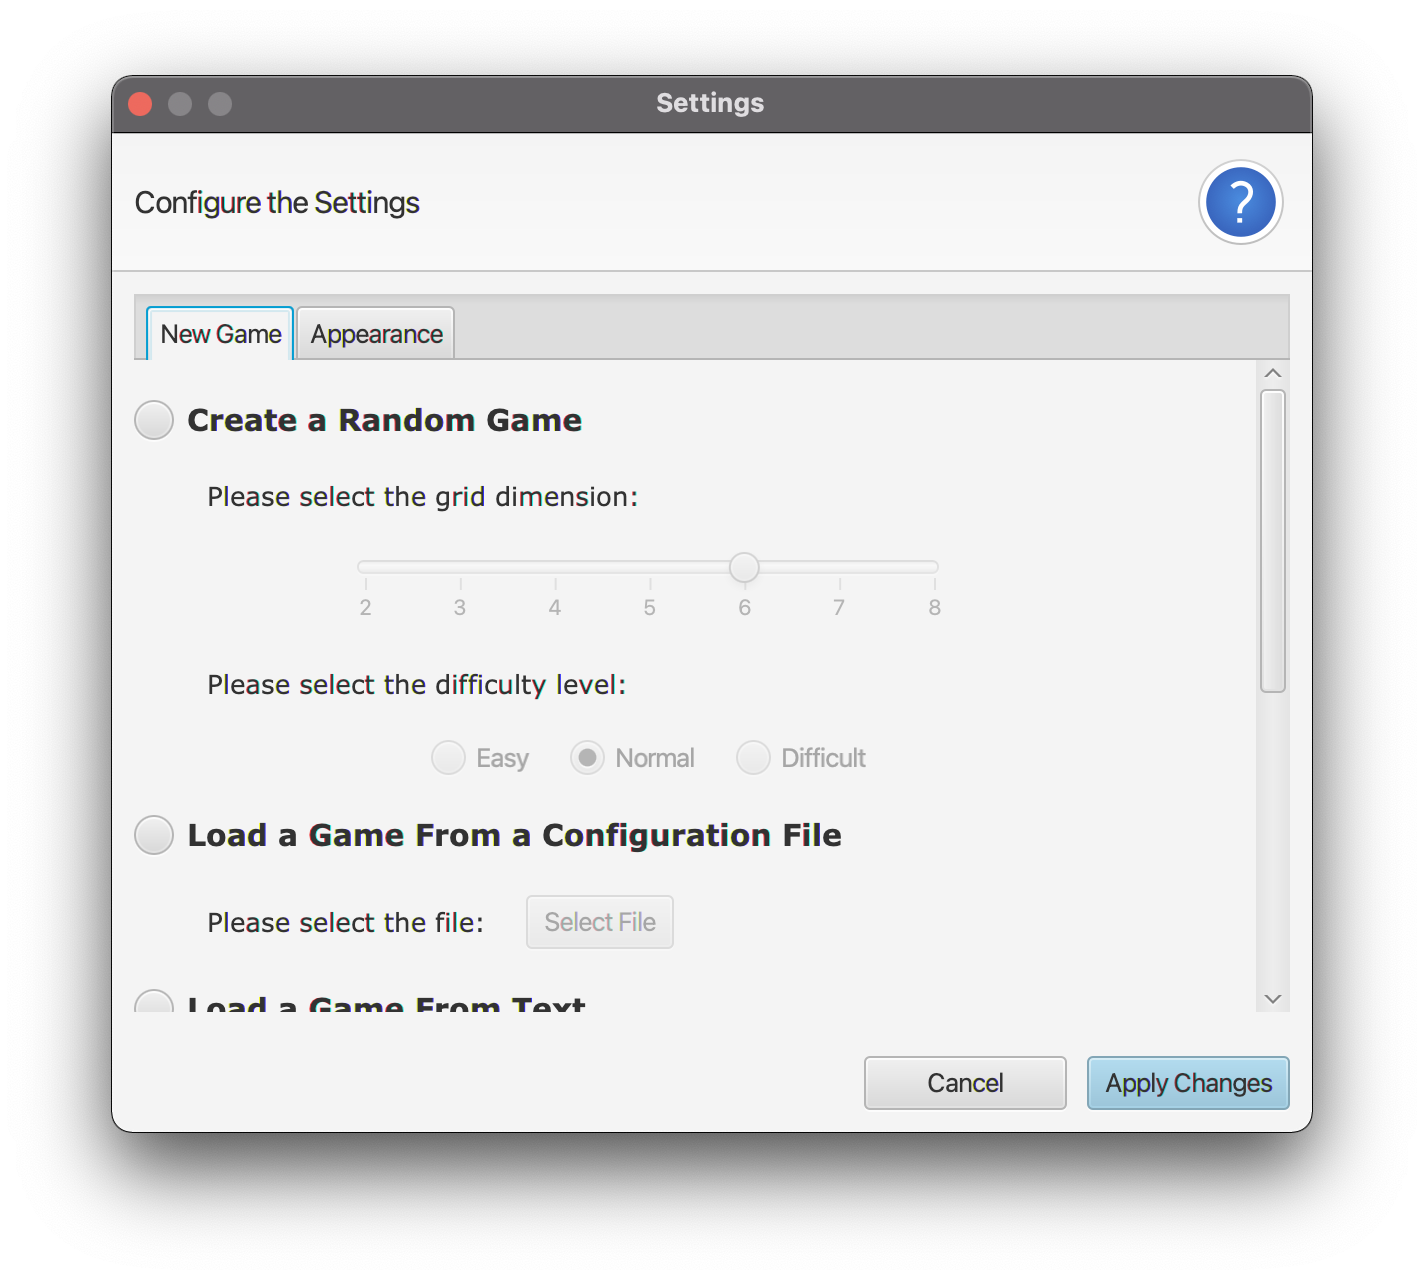 Settings
Configure the Settings
?
New Game Appearance
Create a Random Game
Please select the grid dimension:
2 3 4 5 6 7 8
Please select the difficulty level:
Easy Normal Difficult
Load a Game From a Configuration File
Please select the file: Select File
Load a Game From Text
Cancel Apply Changes